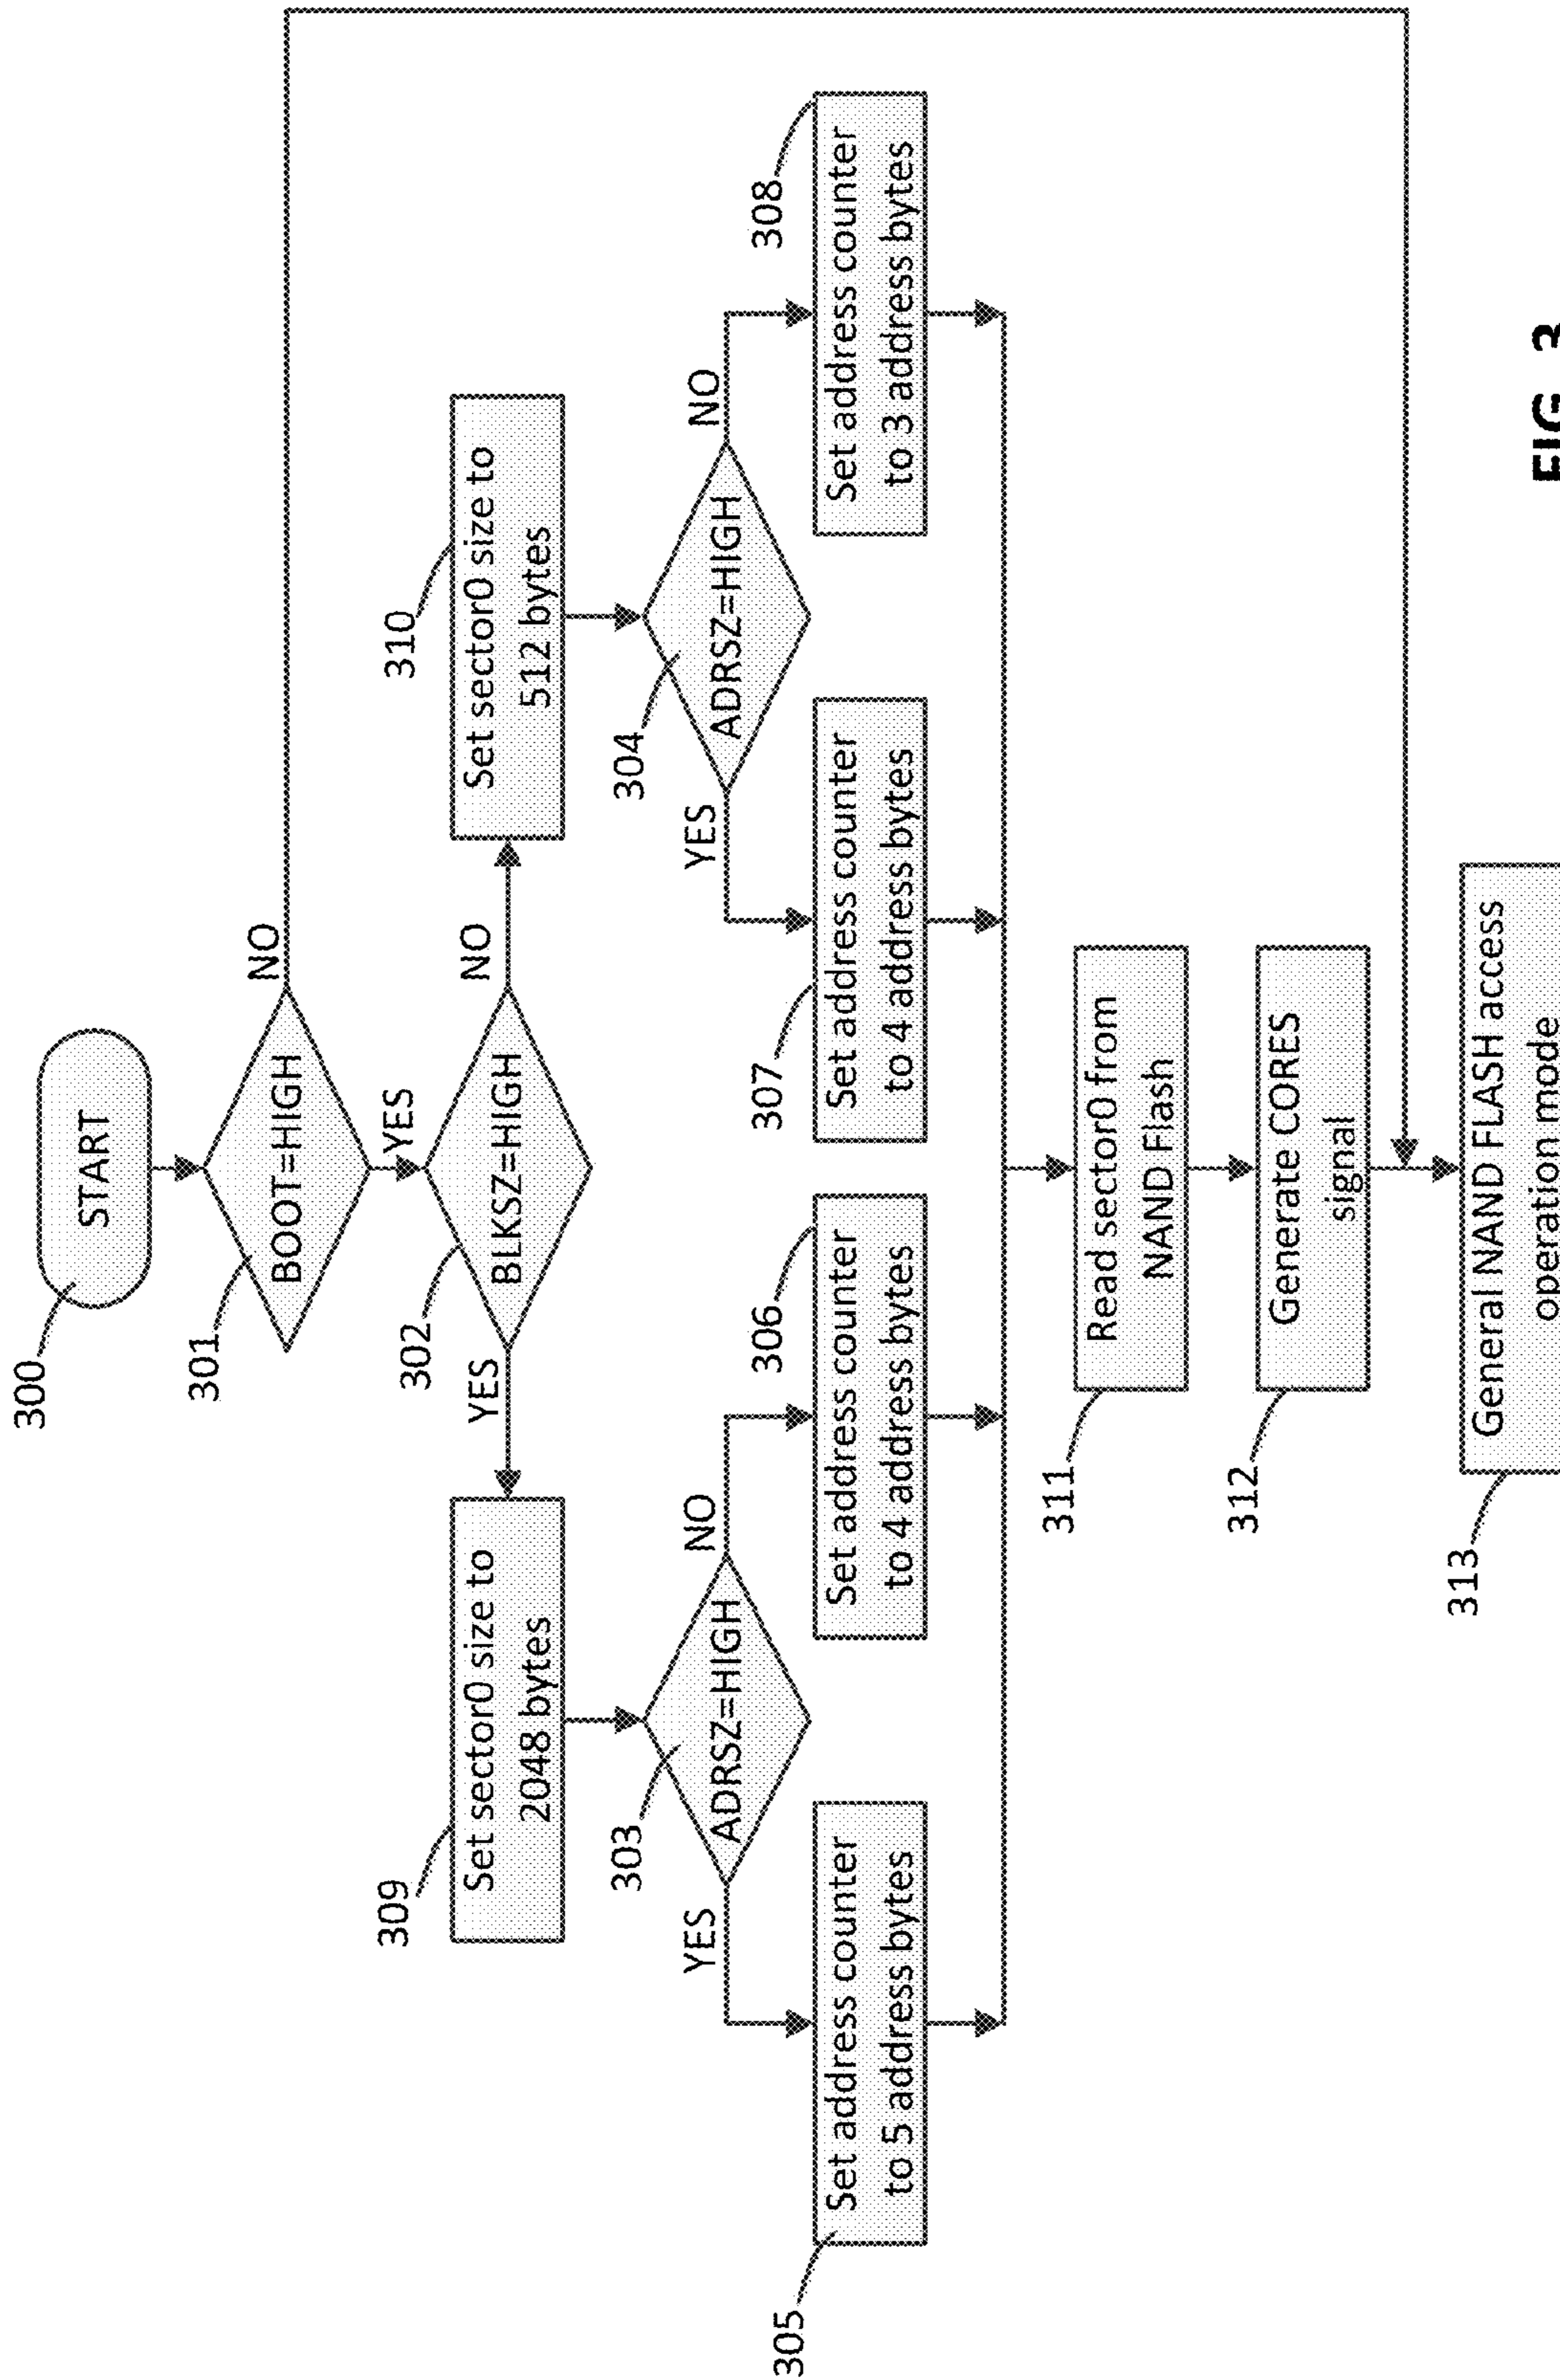 300
START
301
BOOT=HIGH
NO
YES
302
BLKSZ=HIGH
YES
NO
309
Set sector0 size to
2048 bytes
310
Set sector0 size to
512 bytes
303
ADRSZ=HIGH
YES
NO
304
ADRSZ=HIGH
YES
NO
305
Set address counter
to 5 address bytes
306
Set address counter
to 4 address bytes
307
Set address counter
to 4 address bytes
308
Set address counter
to 3 address bytes
311
Read sector0 from
NAND Flash
312
Generate CORES
signal
313
General NAND FLASH access
operation mode
FIG. 3